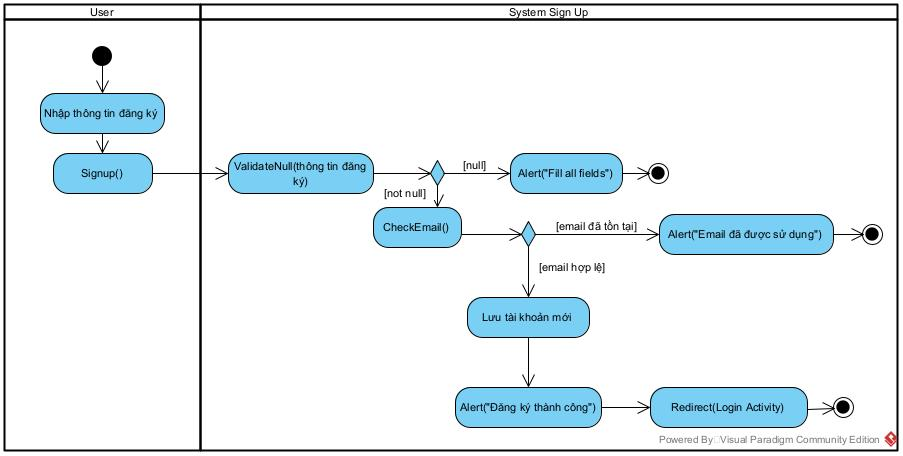 User
System Sign Up
Nhập thông tin đăng ký
Signup()
ValidateNull(thông tin đăng
ký)
[null]
Alert("Fill all fields")
[not null]
CheckEmail()
[email đã tồn tại]
Alert("Email đã được sử dụng")
[email hợp lệ]
Lưu tài khoản mới
Alert("Đăng ký thành công")
Redirect(Login Activity)
Powered By Visual Paradigm Community Edition